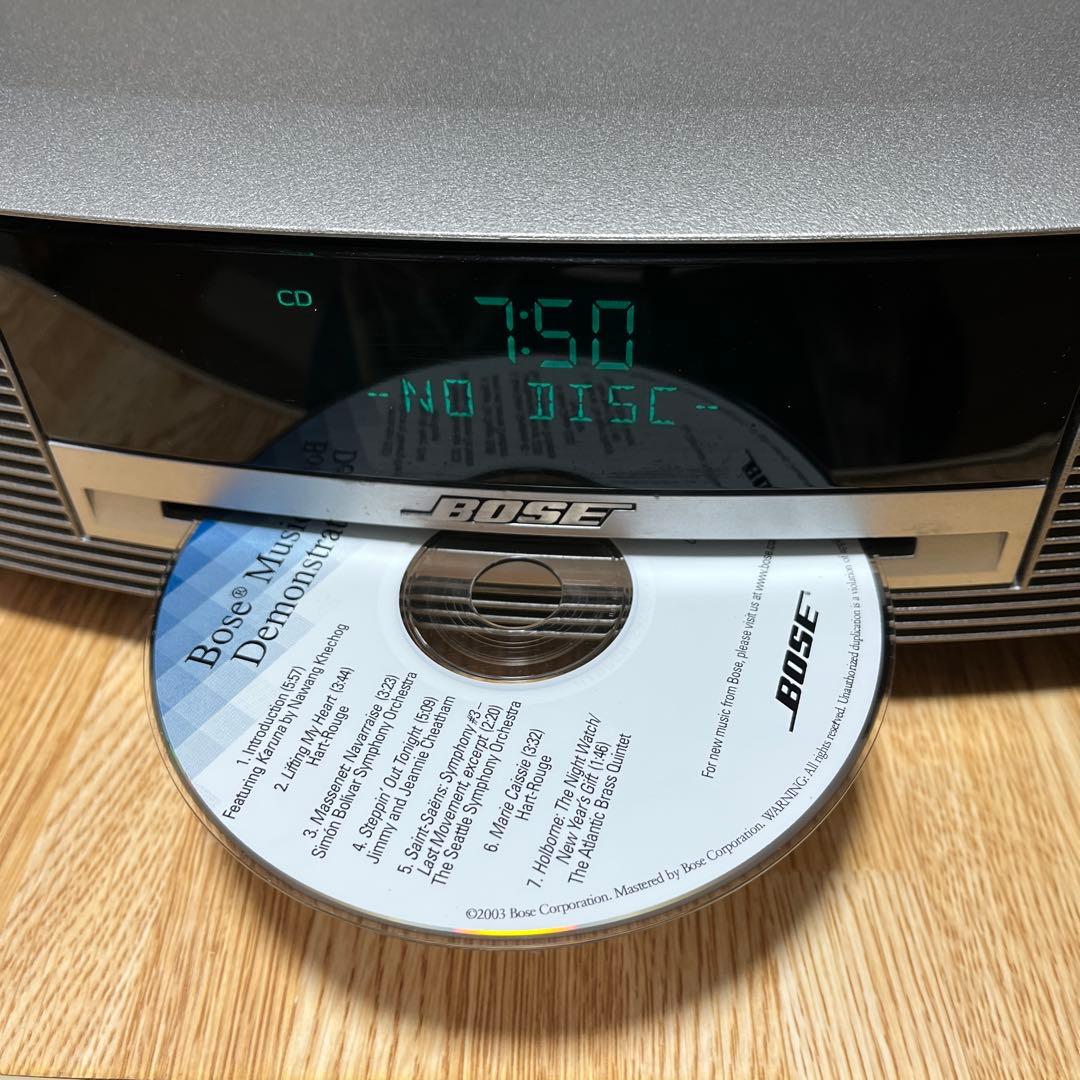 CD
7:50
-NO DISC-
BOSE
Bose® Music
Demonstrat
1. Introduction (5:57)
Featuring Karuna by Nawang Khechog
2. Lifting My Heart (3:44)
Hart-Rouge
3. Massenet: Navarraise (3:23)
Simón Bolívar Symphony Orchestra
4. Steppin' Out Tonight (5:09)
Jimmy and Jeannie Cheatham
5. Saint-Saëns: Symphony #3 –
Last Movement, excerpt (2:20)
The Seattle Symphony Orchestra
6. Marie Caissie (3:32)
Hart-Rouge
7. Holborne: The Night Watch/
New Year's Gift (1:46)
The Atlantic Brass Quintet
For new music from Bose, please visit us at www.bose.co
BOSE®
©2003 Bose Corporation. Mastered by Bose Corporation. WARNING: All rights reserved. Unauthorized duplication is a violation of